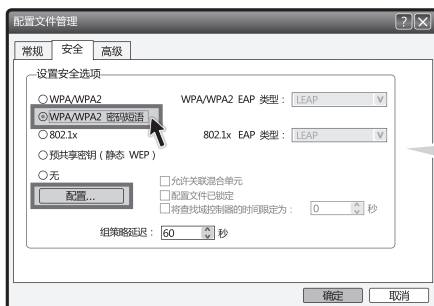 配置文件管理
常规 安全 高级
设置安全选项
WPA/WPA2 WPA/WPA2 EAP 类型： LEAP
WPA/WPA2 密码短语
802.1x 802.1x EAP 类型： LEAP
预共享密钥（静态 WEP）
无
允许关联混合单元
配置... 配置文件已锁定
将查找域控制器的时间限定为： 0 秒
组策略延迟： 60 秒
确定 取消